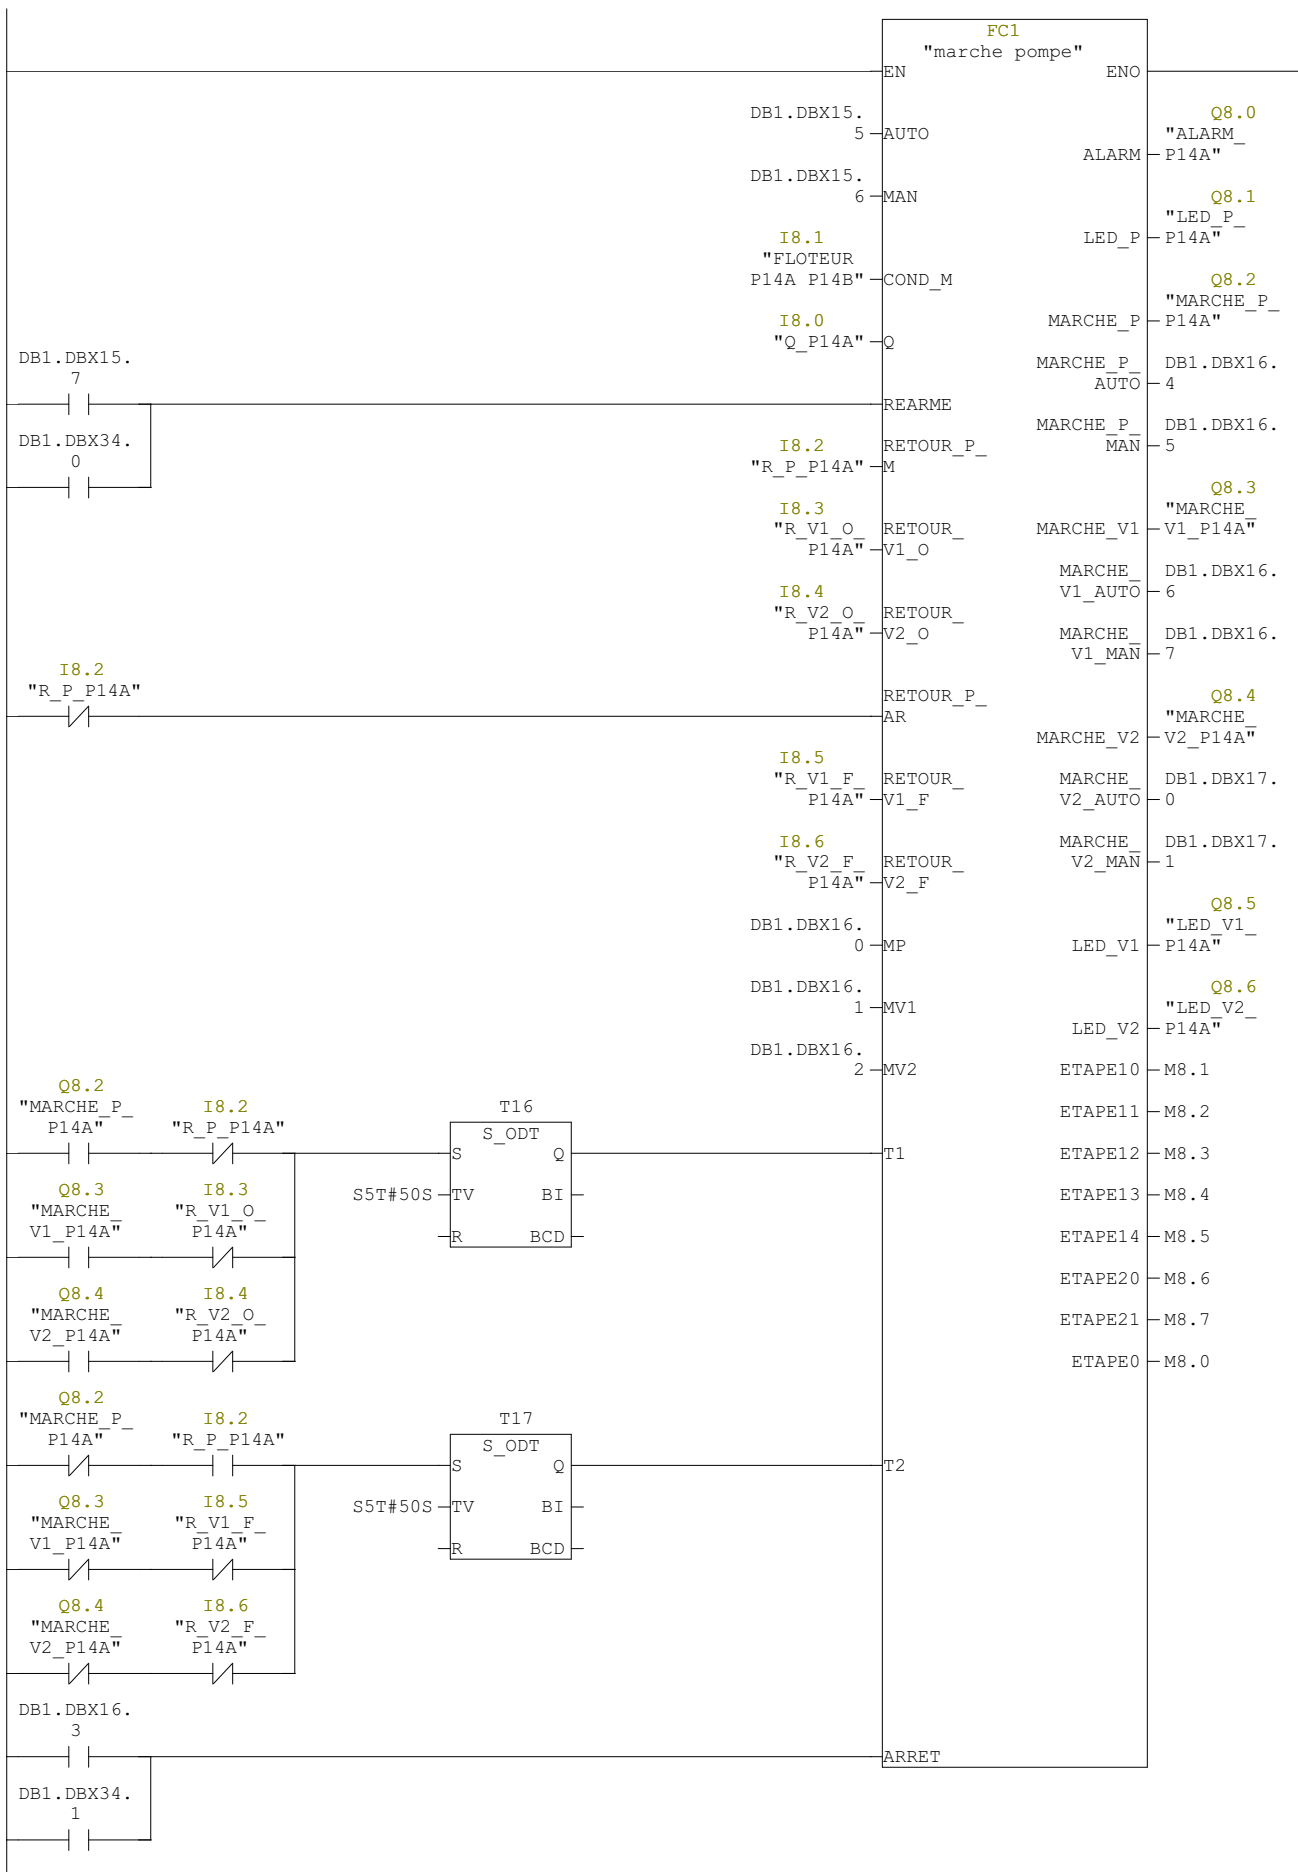 FC1
"marche pompe"
EN
ENO
DB1.DBX15.
5
AUTO
Q8.0
"ALARM_
P14A"
ALARM
DB1.DBX15.
6
MAN
Q8.1
"LED_P_
P14A"
LED_P
I8.1
"FLOTEUR
P14A P14B"
COND_M
Q8.2
"MARCHE_P_
P14A"
MARCHE_P
I8.0
"Q_P14A"
Q
MARCHE_P_
AUTO
DB1.DBX16.
4
DB1.DBX15.
7
REARME
DB1.DBX34.
0
MARCHE_P_
MAN
DB1.DBX16.
5
I8.2
"R_P_P14A"
RETOUR_P_
M
Q8.3
"MARCHE_
V1_P14A"
MARCHE_V1
I8.3
"R_V1_O_
P14A"
RETOUR_
V1_O
MARCHE_
V1_AUTO
DB1.DBX16.
6
I8.4
"R_V2_O_
P14A"
RETOUR_
V2_O
MARCHE_
V1_MAN
DB1.DBX16.
7
I8.2
"R_P_P14A"
RETOUR_P_
AR
Q8.4
"MARCHE_
V2_P14A"
MARCHE_V2
I8.5
"R_V1_F_
P14A"
RETOUR_
V1_F
MARCHE_
V2_AUTO
DB1.DBX17.
0
I8.6
"R_V2_F_
P14A"
RETOUR_
V2_F
MARCHE_
V2_MAN
DB1.DBX17.
1
DB1.DBX16.
0
MP
Q8.5
"LED_V1_
P14A"
LED_V1
DB1.DBX16.
1
MV1
Q8.6
"LED_V2_
P14A"
LED_V2
DB1.DBX16.
2
MV2
ETAPE10
M8.1
ETAPE11
M8.2
Q8.2
"MARCHE_P_
P14A"
I8.2
"R_P_P14A"
T16
S_ODT
S
Q
T1
ETAPE12
M8.3
Q8.3
"MARCHE_
V1_P14A"
I8.3
"R_V1_O_
P14A"
S5T#50S
TV
BI
ETAPE13
M8.4
R
BCD
ETAPE14
M8.5
Q8.4
"MARCHE_
V2_P14A"
I8.4
"R_V2_O_
P14A"
ETAPE20
M8.6
ETAPE21
M8.7
ETAPE0
M8.0
Q8.2
"MARCHE_P_
P14A"
I8.2
"R_P_P14A"
T17
S_ODT
S
Q
T2
Q8.3
"MARCHE_
V1_P14A"
I8.5
"R_V1_F_
P14A"
S5T#50S
TV
BI
R
BCD
Q8.4
"MARCHE_
V2_P14A"
I8.6
"R_V2_F_
P14A"
DB1.DBX16.
3
ARRET
DB1.DBX34.
1